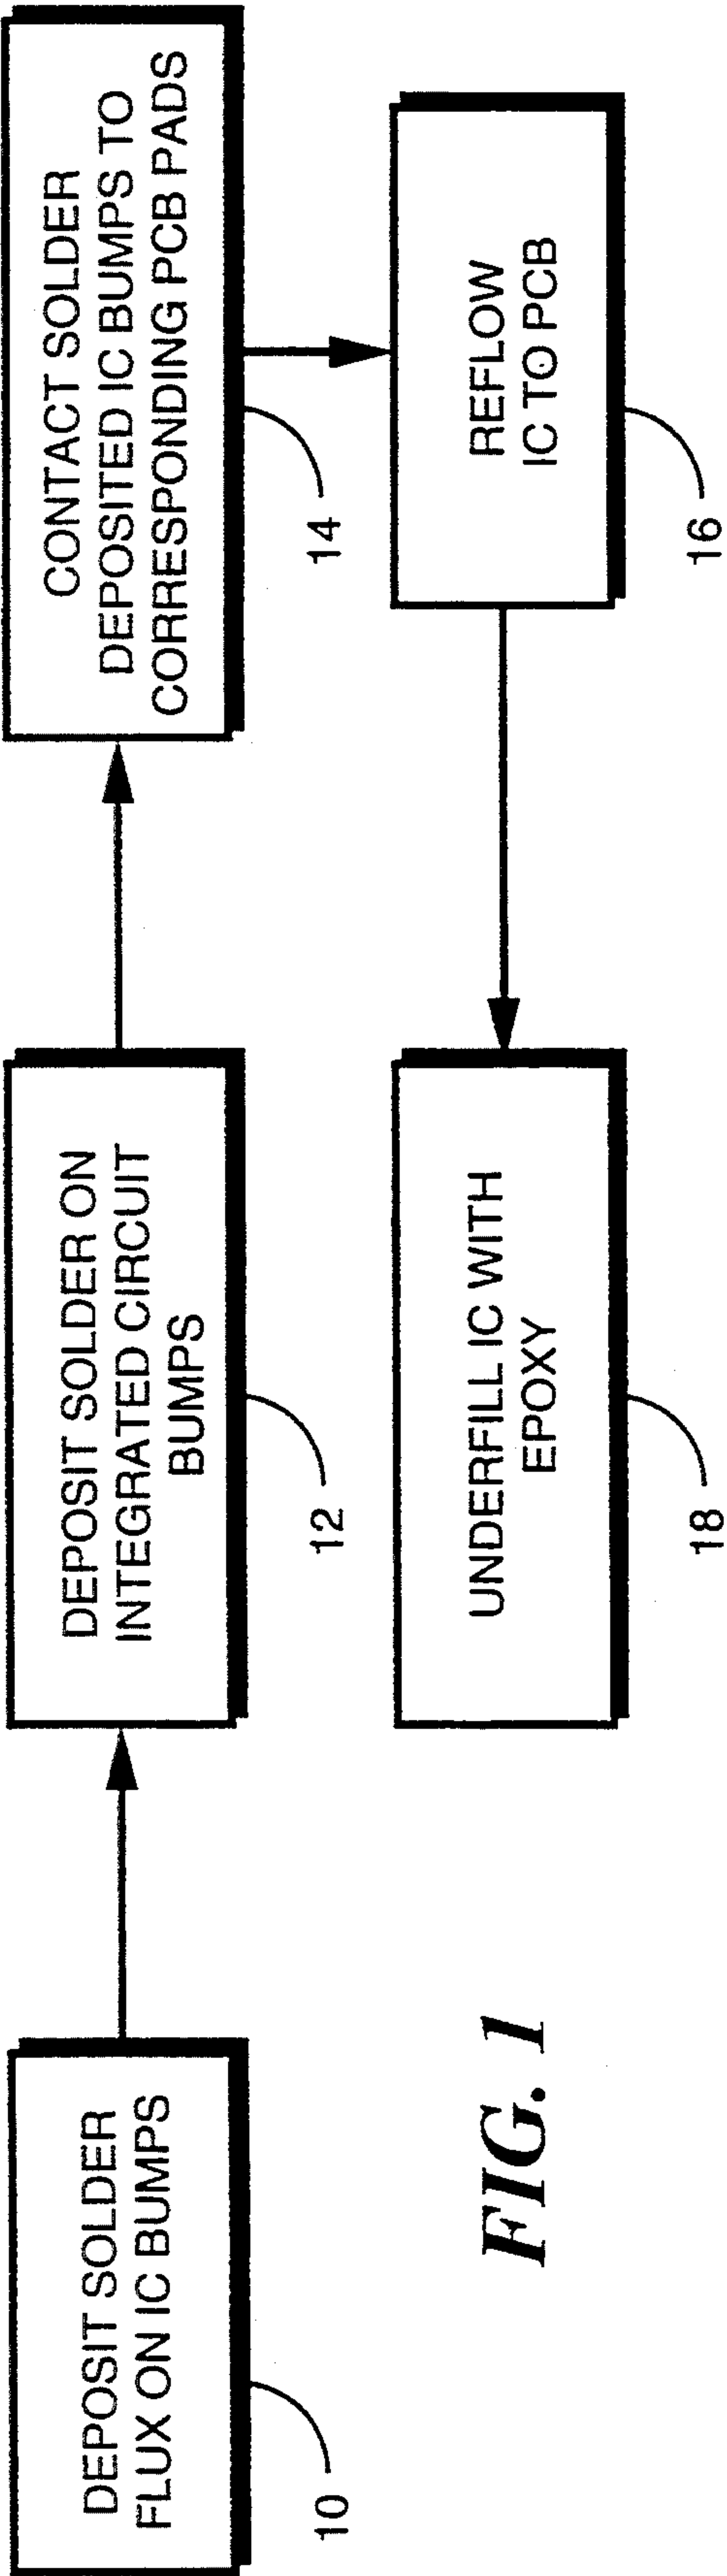 DEPOSIT SOLDER
FLUX ON IC BUMPS
10
DEPOSIT SOLDER ON
INTEGRATED CIRCUIT
BUMPS
12
CONTACT SOLDER
DEPOSITED IC BUMPS TO
CORRESPONDING PCB PADS
14
REFLOW
IC TO PCB
16
UNDERFILL IC WITH
EPOXY
18
FIG. 1